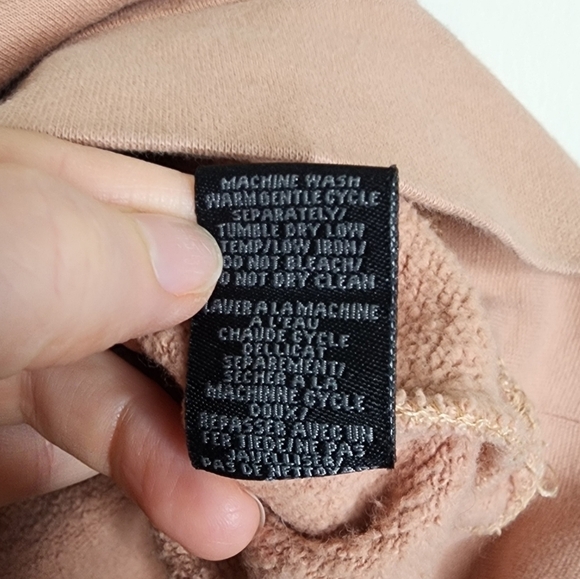 MACHINE WASH
WARM GENTLE CYCLE
SEPARATELY/
TUMBLE DRY LOW
TEMP/LOW IRON/
DO NOT BLEACH/
O NOT DRY CLEAN
LAVER A LA MACHINE
A L'EAU
CHAUDE CYCLE
DELLICAT
SEPAREMENT/
SECHER A LA
MACHINNE CYCLE
DOUX/
REPASSER AVEC UN
FER TIEDE/NE PAS
JAVELLISER/
PAS DE